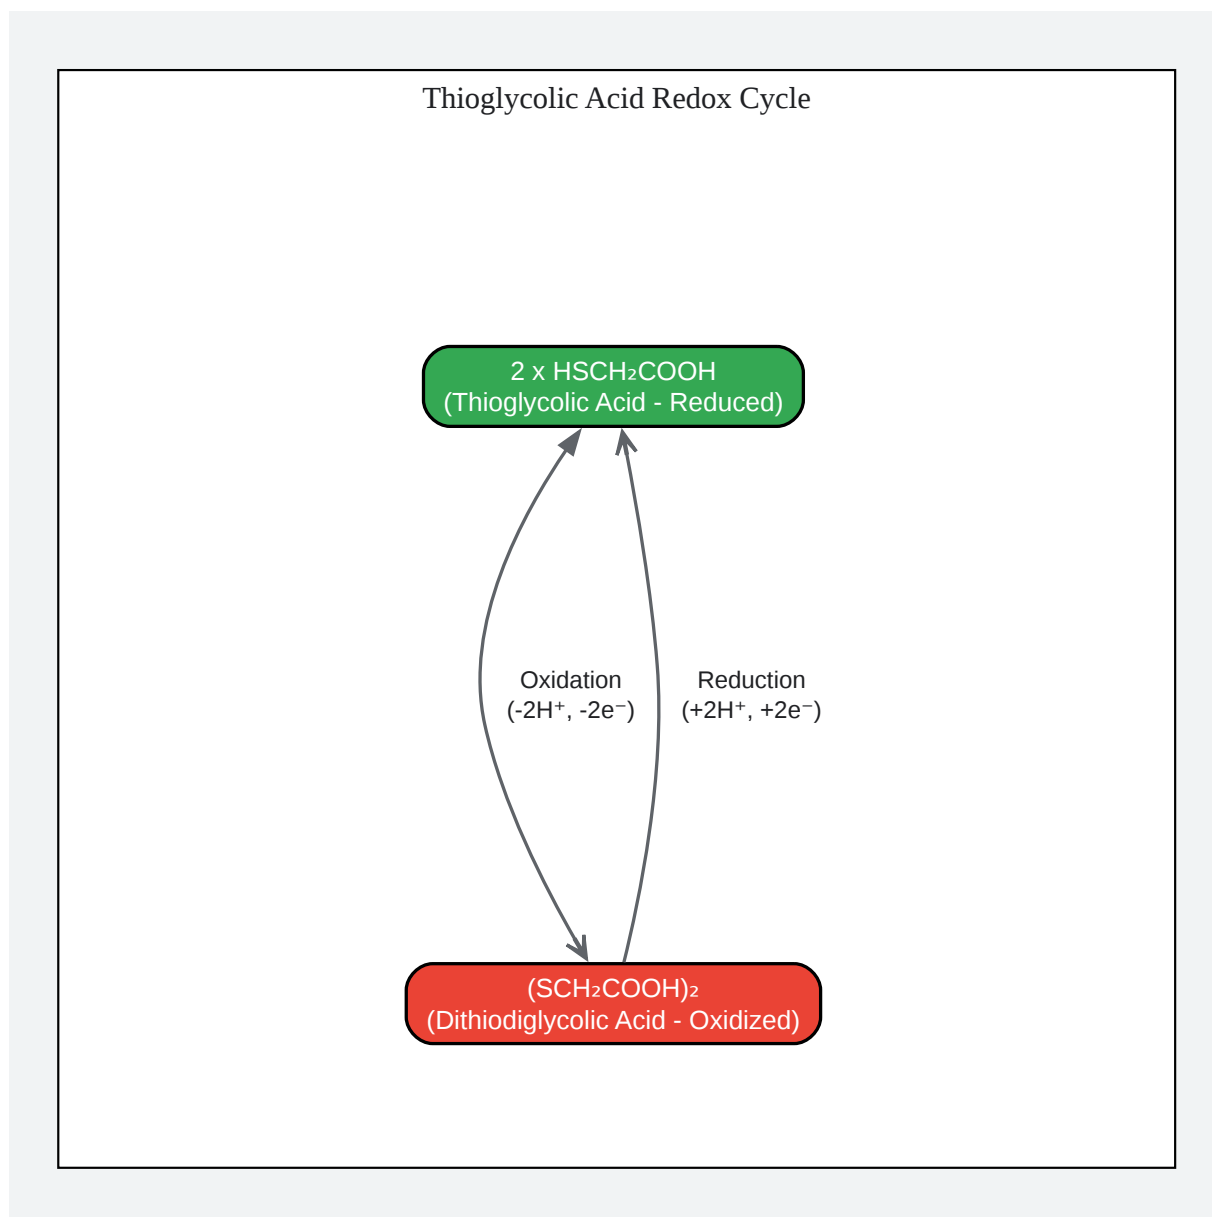 Thioglycolic Acid Redox Cycle
2 x HSCH₂COOH
(Thioglycolic Acid - Reduced)
Oxidation
(-2H⁺, -2e⁻)
Reduction
(+2H⁺, +2e⁻)
(SCH₂COOH)₂
(Dithiodiglycolic Acid - Oxidized)